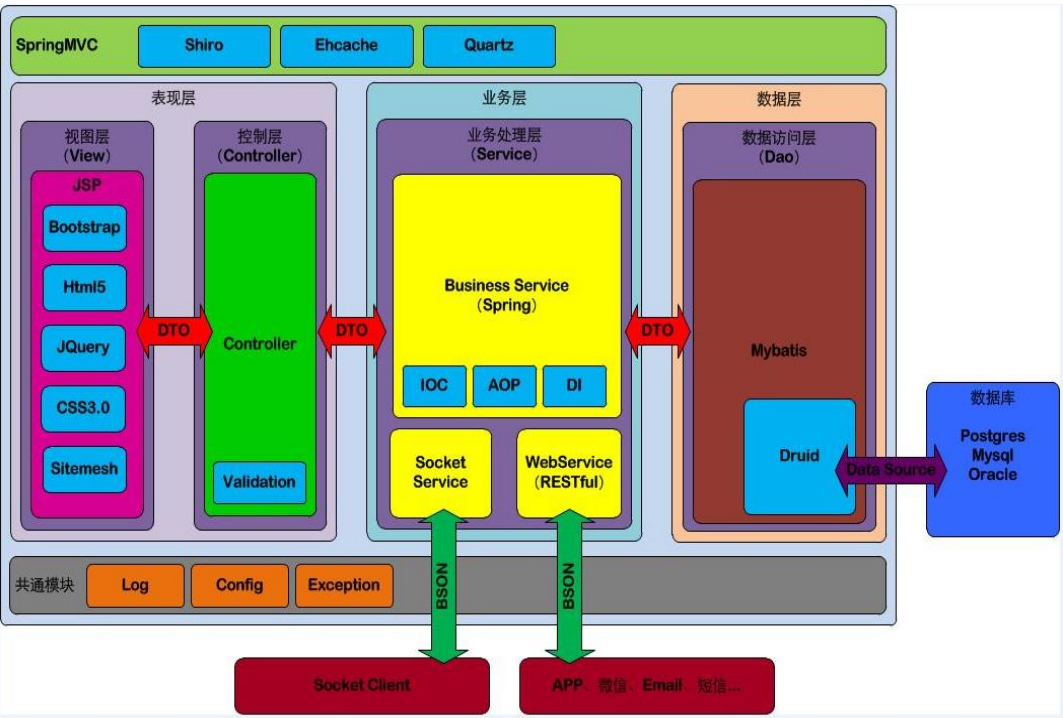 SpringMVC
Shiro
Ehcache
Quartz
表现层
视图层
（View）
JSP
Bootstrap
Html5
JQuery
CSS3.0
Sitemesh
DTO
控制层
（Controller）
Controller
Validation
DTO
业务层
业务处理层
（Service）
Business Service
（Spring）
IOC
AOP
DI
Socket
Service
WebService
（RESTful）
DTO
数据层
数据访问层
（Dao）
Mybatis
Druid
Data Source
数据库
Postgres
Mysql
Oracle
共通模块
Log
Config
Exception
BSON
BSON
Socket Client
APP、微信、Email、短信...